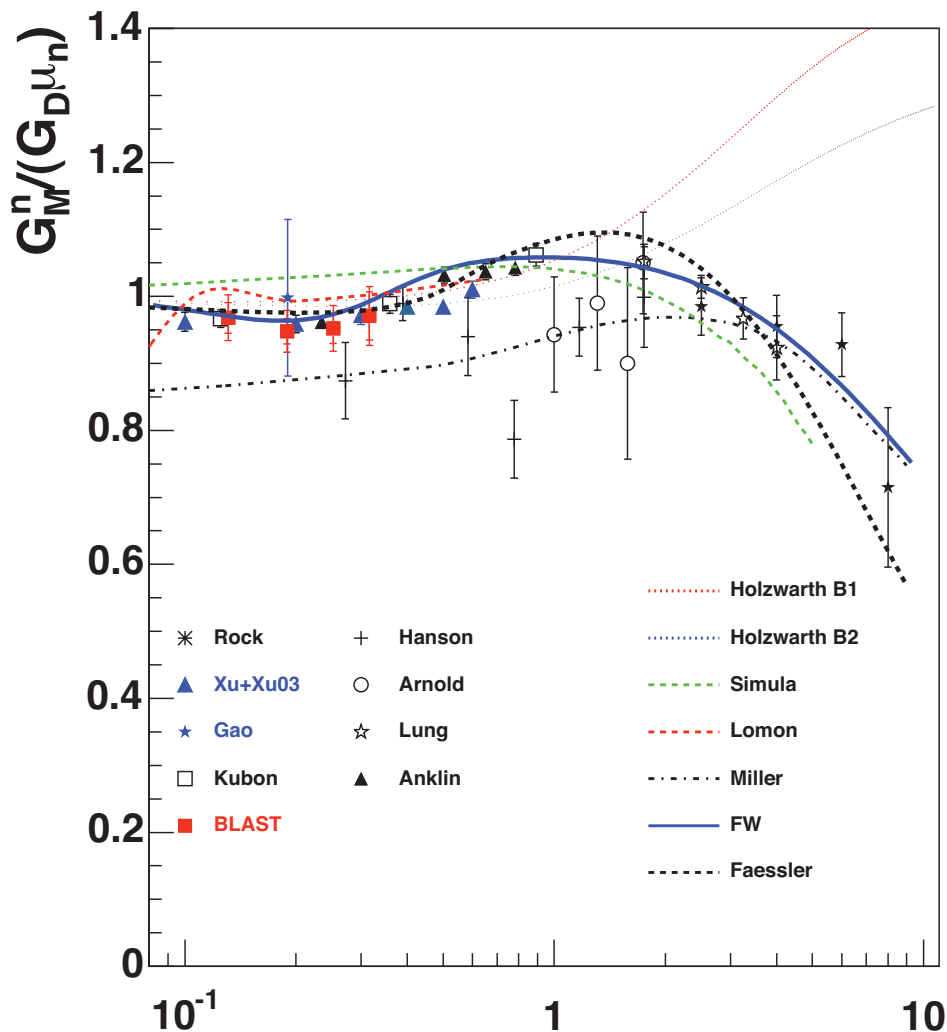 G_M^n/(G_D μ_n)
1.4
1.2
1
0.8
0.6
0.4
0.2
0
Rock
Xu+Xu03
Gao
Kubon
BLAST
Hanson
Arnold
Lung
Anklin
Holzwarth B1
Holzwarth B2
Simula
Lomon
Miller
FW
Faessler
10^-1
1
10